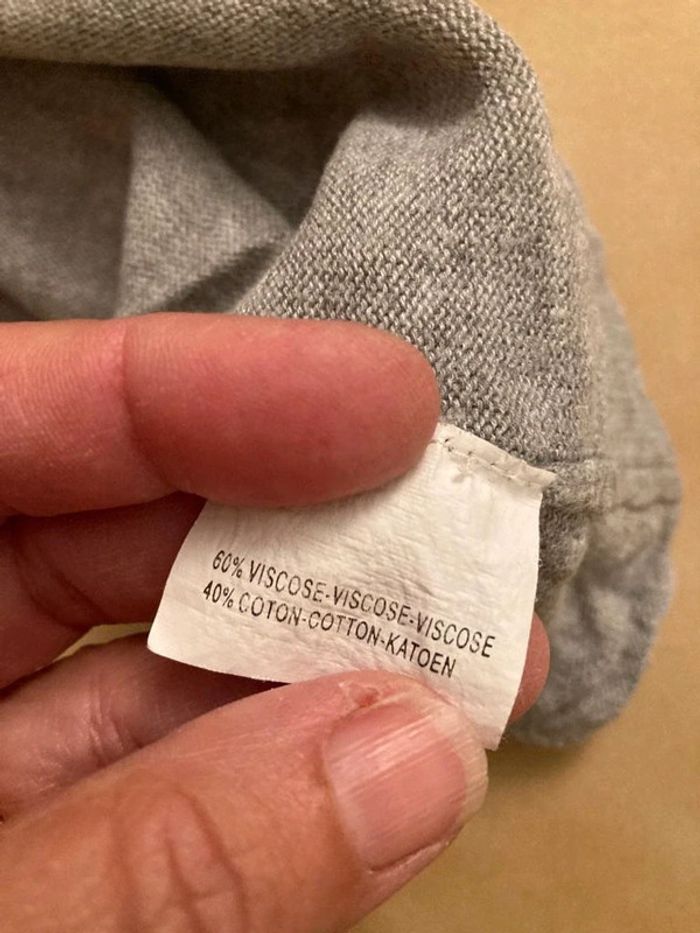 60% VISCOSE-VISCOSE-VISCOSE
40% COTON-COTTON-KATOEN